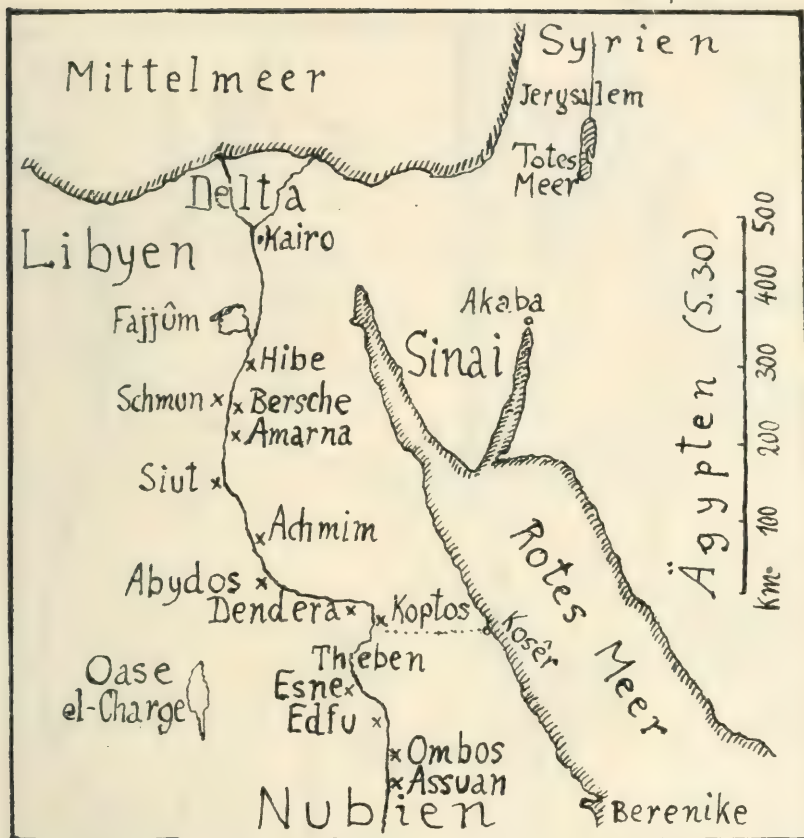 Syrien
Mittelmeer
Jerysalem
Totes
Meer
Delta
Kairo
Libyen
Fajjûm
Akaba
Sinai
Hibe
Schmun
Bersche
Amarna
Siut
Achmim
Abydos
Dendera
Koptos
Kosêr
Rotes Meer
Theben
Oase
el-Charge
Esne
Edfu
Ombos
Assuan
Nubien
Berenike
Ägypten (S. 30)
500
400
300
200
100
km.